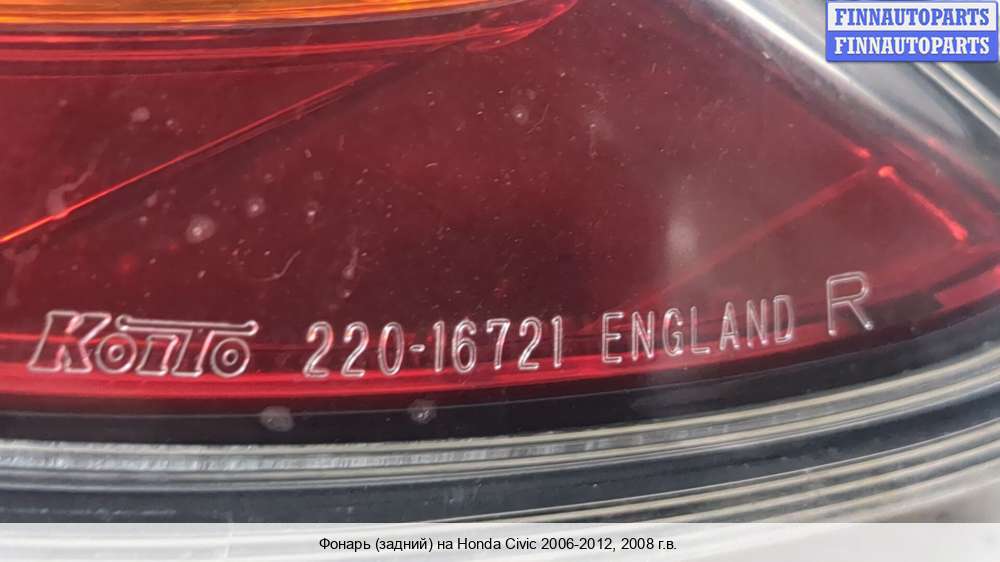 FINNAUTOPARTS
FINNAUTOPARTS
KOITO 220-16721 ENGLAND R
Фонарь (задний) на Honda Civic 2006-2012, 2008 г.в.